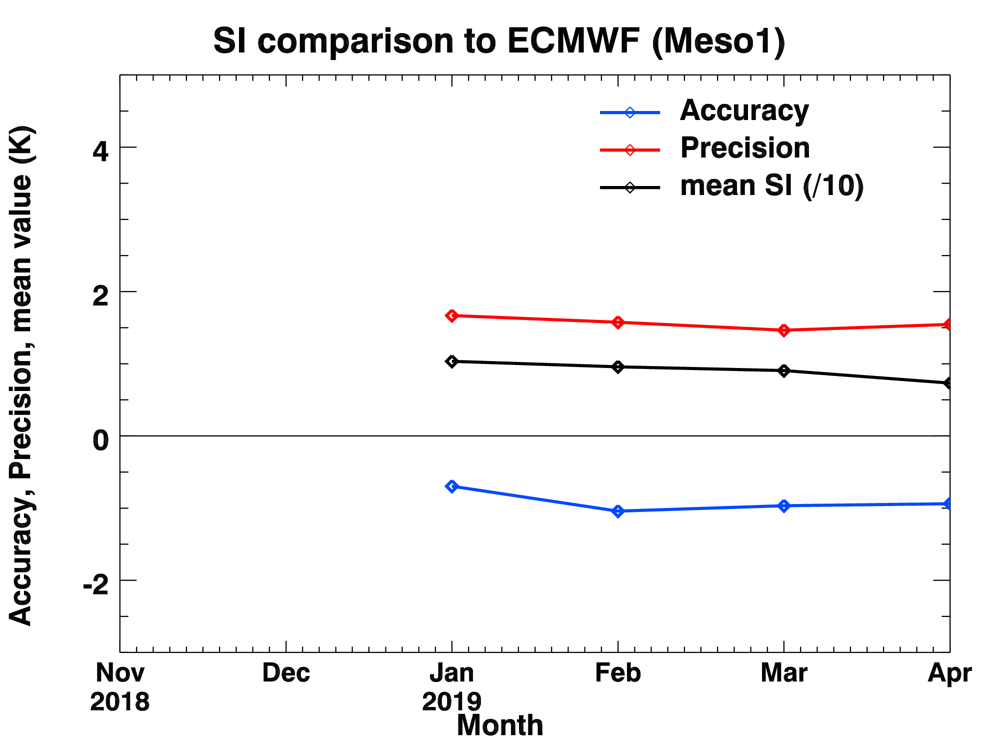 SI comparison to ECMWF (Meso1)
Accuracy
Precision
mean SI (/10)
Accuracy, Precision, mean value (K)
4
2
0
-2
Nov Dec Jan Feb Mar Apr
2018 2019
Month